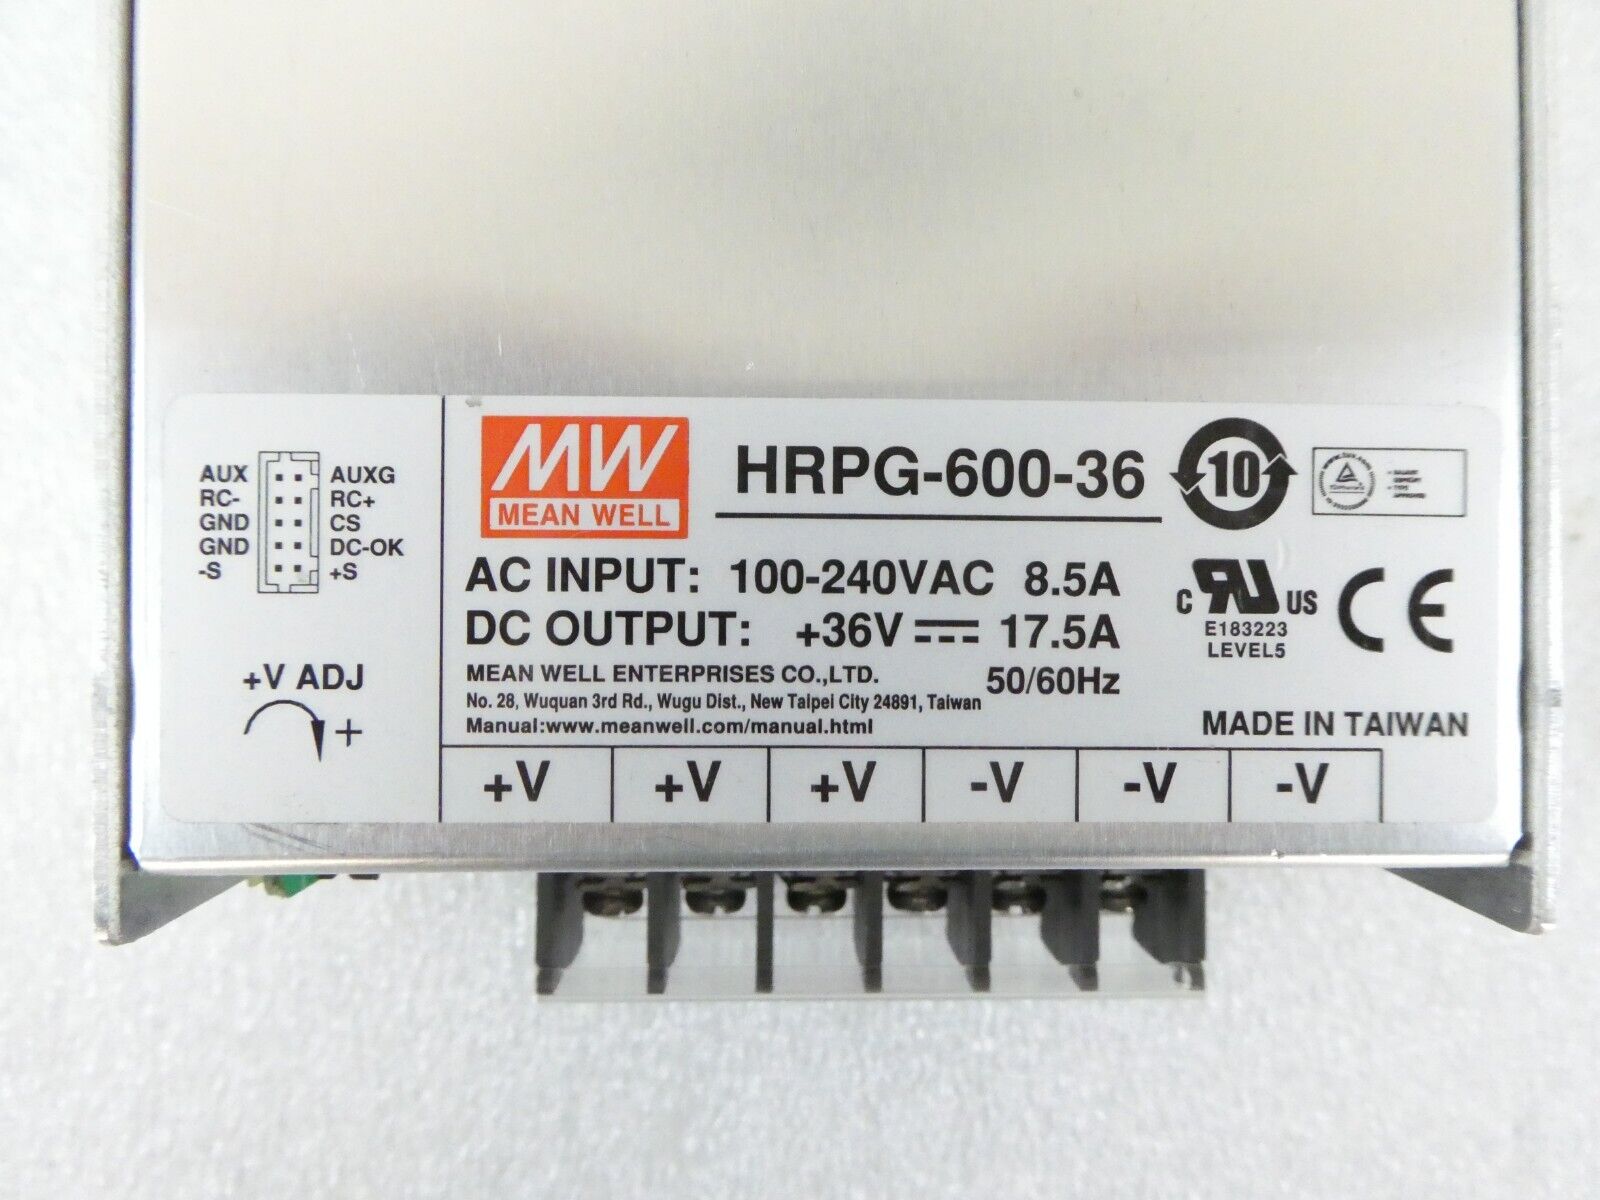 AUX AUXG
RC- RC+
GND CS
GND DC-OK
-S +S
+V ADJ
+
MW
MEAN WELL
HRPG-600-36
10
AC INPUT: 100-240VAC 8.5A
DC OUTPUT: +36V 17.5A
MEAN WELL ENTERPRISES CO.,LTD. 50/60Hz
No. 28, Wuquan 3rd Rd., Wugu Dist., New Taipei City 24891, Taiwan
Manual:www.meanwell.com/manual.html
C RU US
E183223
LEVEL5
CE
MADE IN TAIWAN
+V +V +V -V -V -V